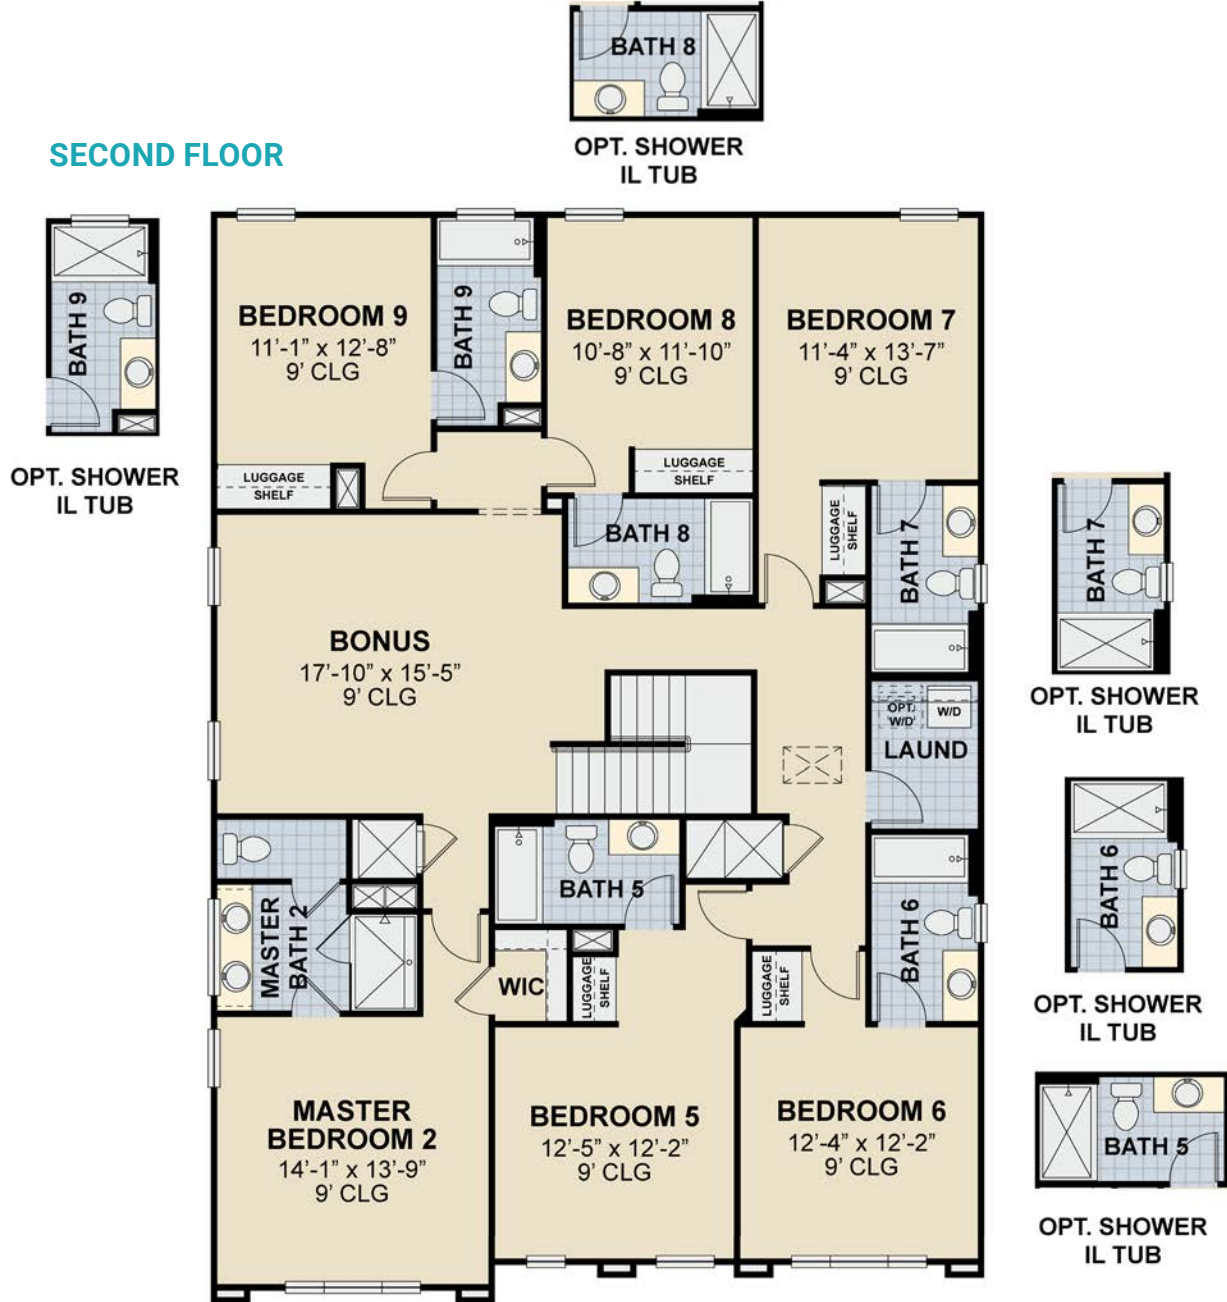 BATH 8
OPT. SHOWER
IL TUB
SECOND FLOOR
BATH 9
OPT. SHOWER
IL TUB
BEDROOM 9
11'-1" x 12'-8"
9' CLG
LUGGAGE
SHELF
BATH 9
BEDROOM 8
10'-8" x 11'-10"
9' CLG
LUGGAGE
SHELF
BEDROOM 7
11'-4" x 13'-7"
9' CLG
LUGGAGE
SHELF
BATH 8
BATH 7
BATH 7
OPT. SHOWER
IL TUB
BONUS
17'-10" x 15'-5"
9' CLG
OPT.
W/D
W/D
LAUND
BATH 6
OPT. SHOWER
IL TUB
MASTER
BATH 2
BATH 5
WIC
LUGGAGE
SHELF
LUGGAGE
SHELF
BATH 6
MASTER
BEDROOM 2
14'-1" x 13'-9"
9' CLG
BEDROOM 5
12'-5" x 12'-2"
9' CLG
BEDROOM 6
12'-4" x 12'-2"
9' CLG
BATH 5
OPT. SHOWER
IL TUB